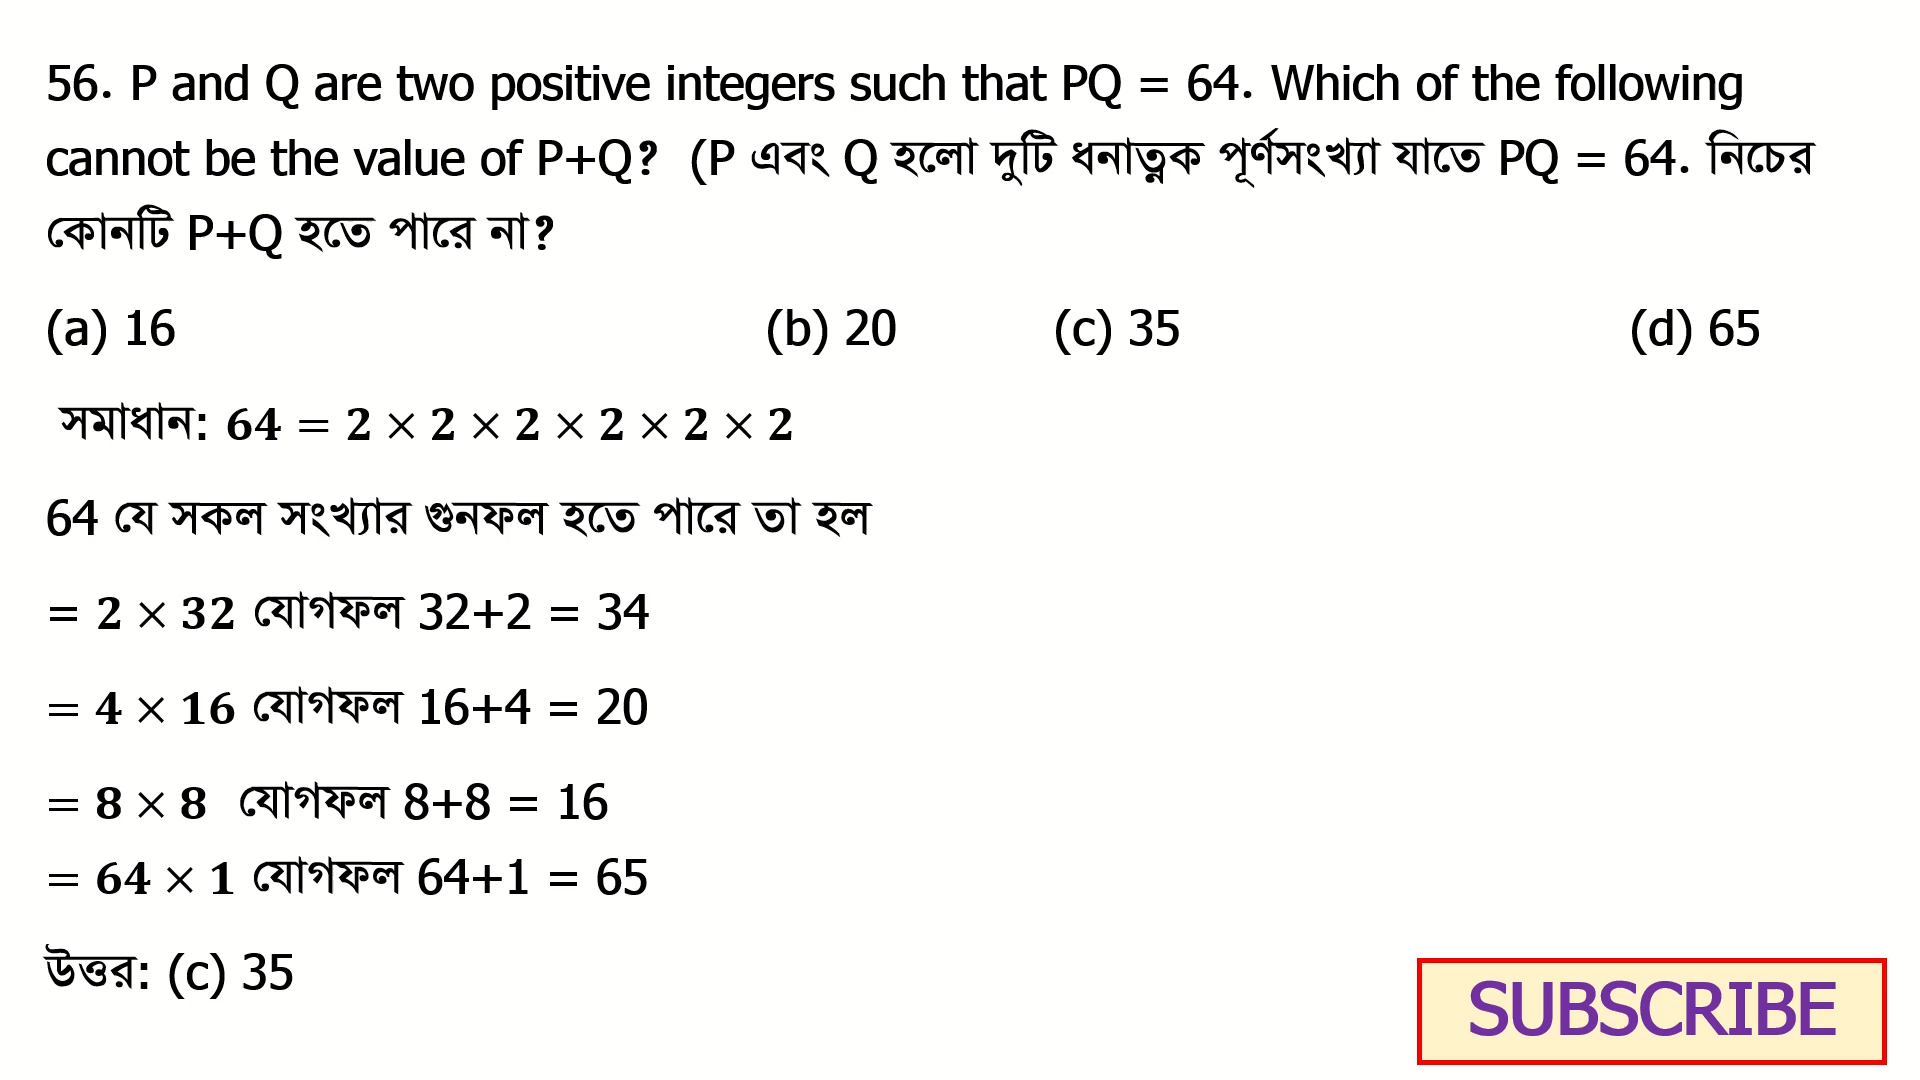 56. P and Q are two positive integers such that PQ = 64. Which of the following
cannot be the value of P+Q? (P এবং Q হলো দুটি ধনাত্নক পূর্ণসংখ্যা যাতে PQ = 64. নিচের
কোনটি P+Q হতে পারে না?
(a) 16 (b) 20 (c) 35 (d) 65
সমাধান: 64 = 2 × 2 × 2 × 2 × 2 × 2
64 যে সকল সংখ্যার গুনফল হতে পারে তা হল
= 2 × 32 যোগফল 32+2 = 34
= 4 × 16 যোগফল 16+4 = 20
= 8 × 8 যোগফল 8+8 = 16
= 64 × 1 যোগফল 64+1 = 65
উত্তর: (c) 35
SUBSCRIBE